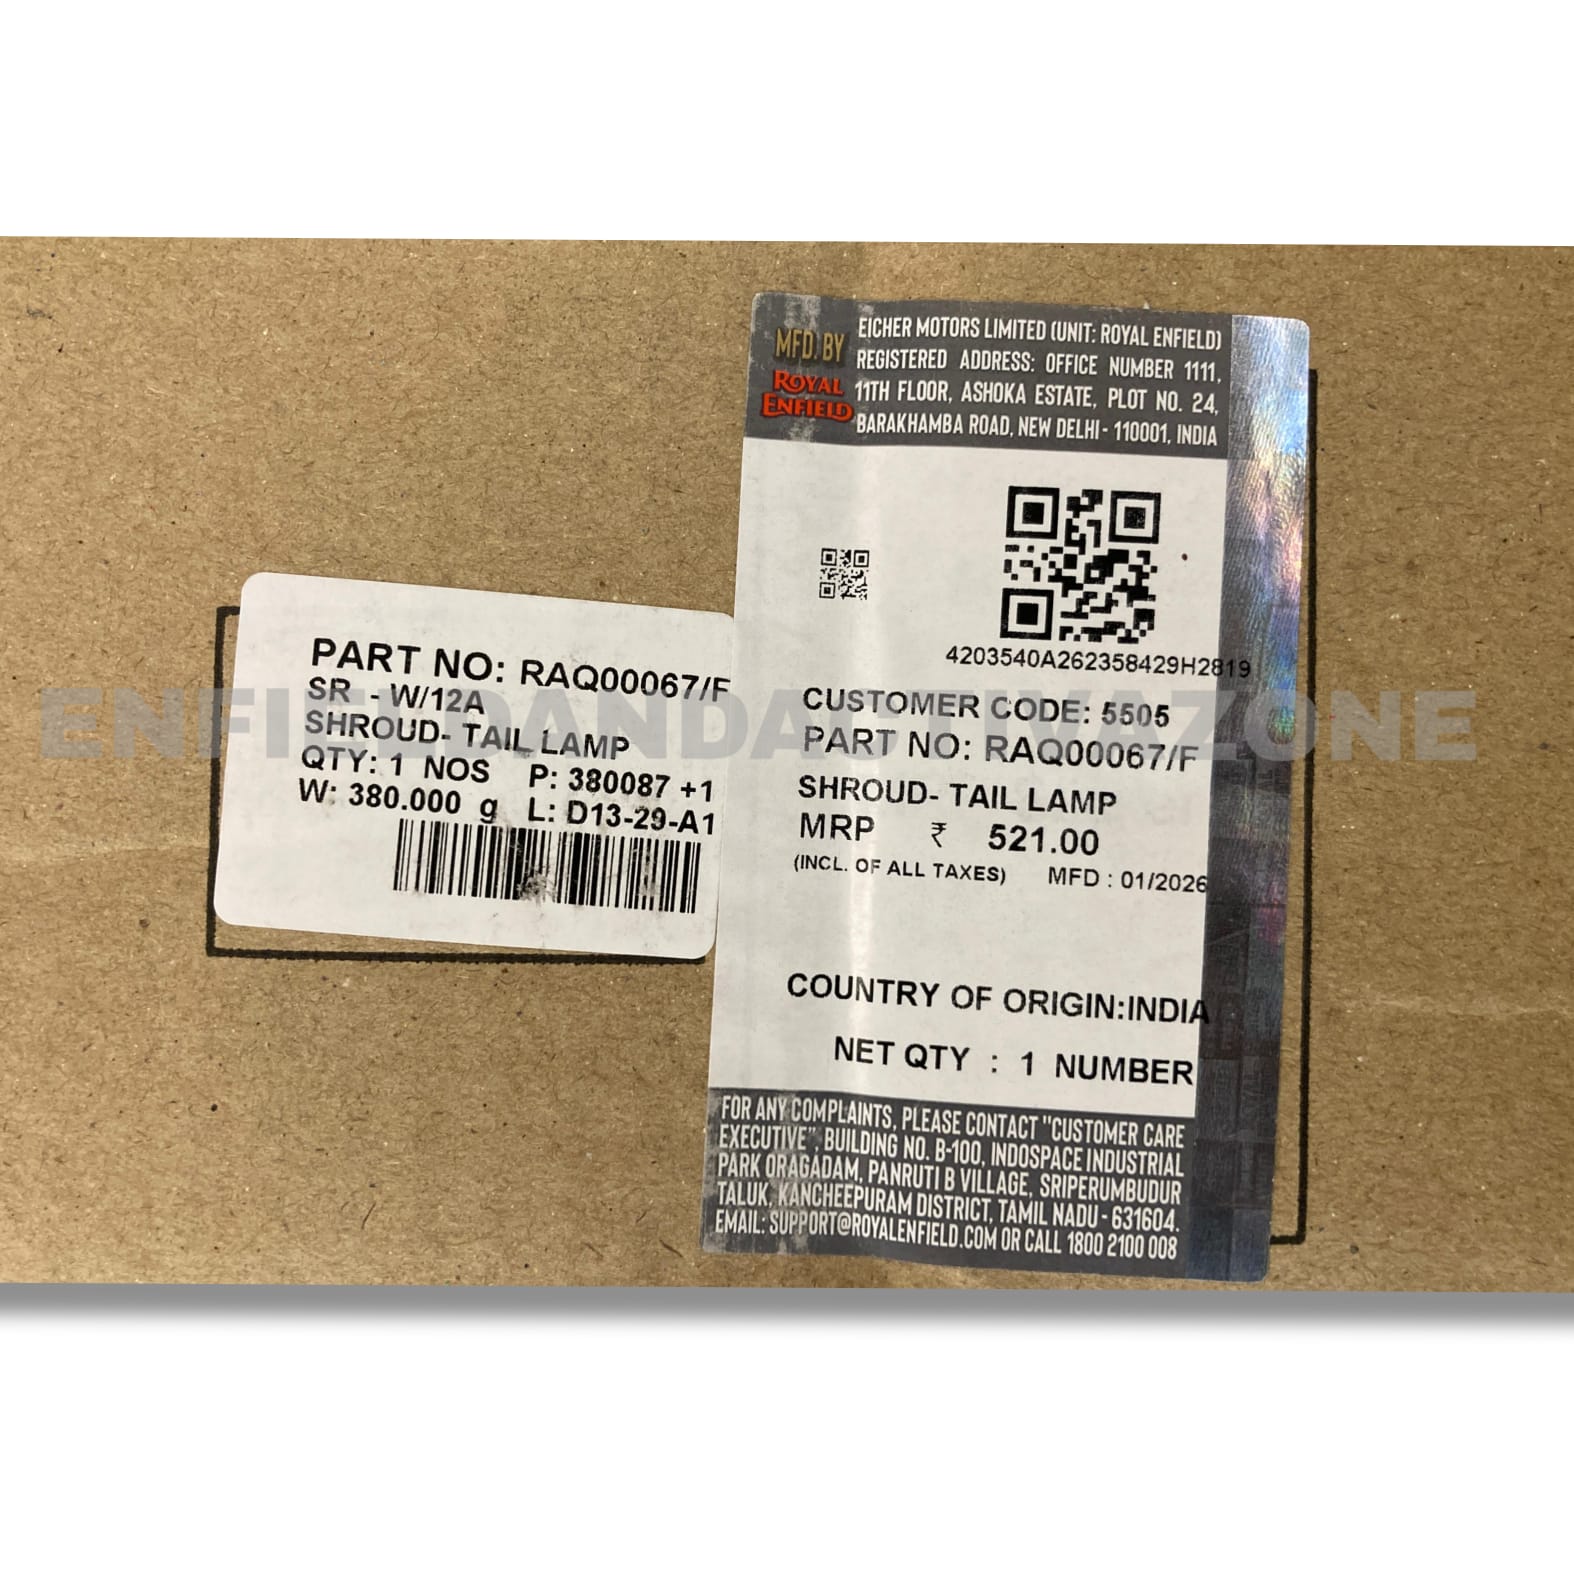 PART NO: RAQ00067/F
SR - W/12A
SHROUD- TAIL LAMP
QTY: 1 NOS P: 380087 +1
W: 380.000 g L: D13-29-A1
MFD. BY
ROYAL
ENFIELD
EICHER MOTORS LIMITED (UNIT: ROYAL ENFIELD)
REGISTERED ADDRESS: OFFICE NUMBER 1111,
11TH FLOOR, ASHOKA ESTATE, PLOT NO. 24,
BARAKHAMBA ROAD, NEW DELHI - 110001, INDIA
4203540A262358429H2819
CUSTOMER CODE: 5505
PART NO: RAQ00067/F
SHROUD- TAIL LAMP
MRP ₹ 521.00
(INCL. OF ALL TAXES) MFD : 01/2026
COUNTRY OF ORIGIN:INDIA
NET QTY : 1 NUMBER
FOR ANY COMPLAINTS, PLEASE CONTACT "CUSTOMER CARE
EXECUTIVE", BUILDING NO. B-100, INDOSPACE INDUSTRIAL
PARK ORAGADAM, PANRUTI B VILLAGE, SRIPERUMBUDUR
TALUK, KANCHEEPURAM DISTRICT, TAMIL NADU - 631604.
EMAIL: SUPPORT@ROYALENFIELD.COM OR CALL 1800 2100 008
ENFIELDANDACTIVAZONE